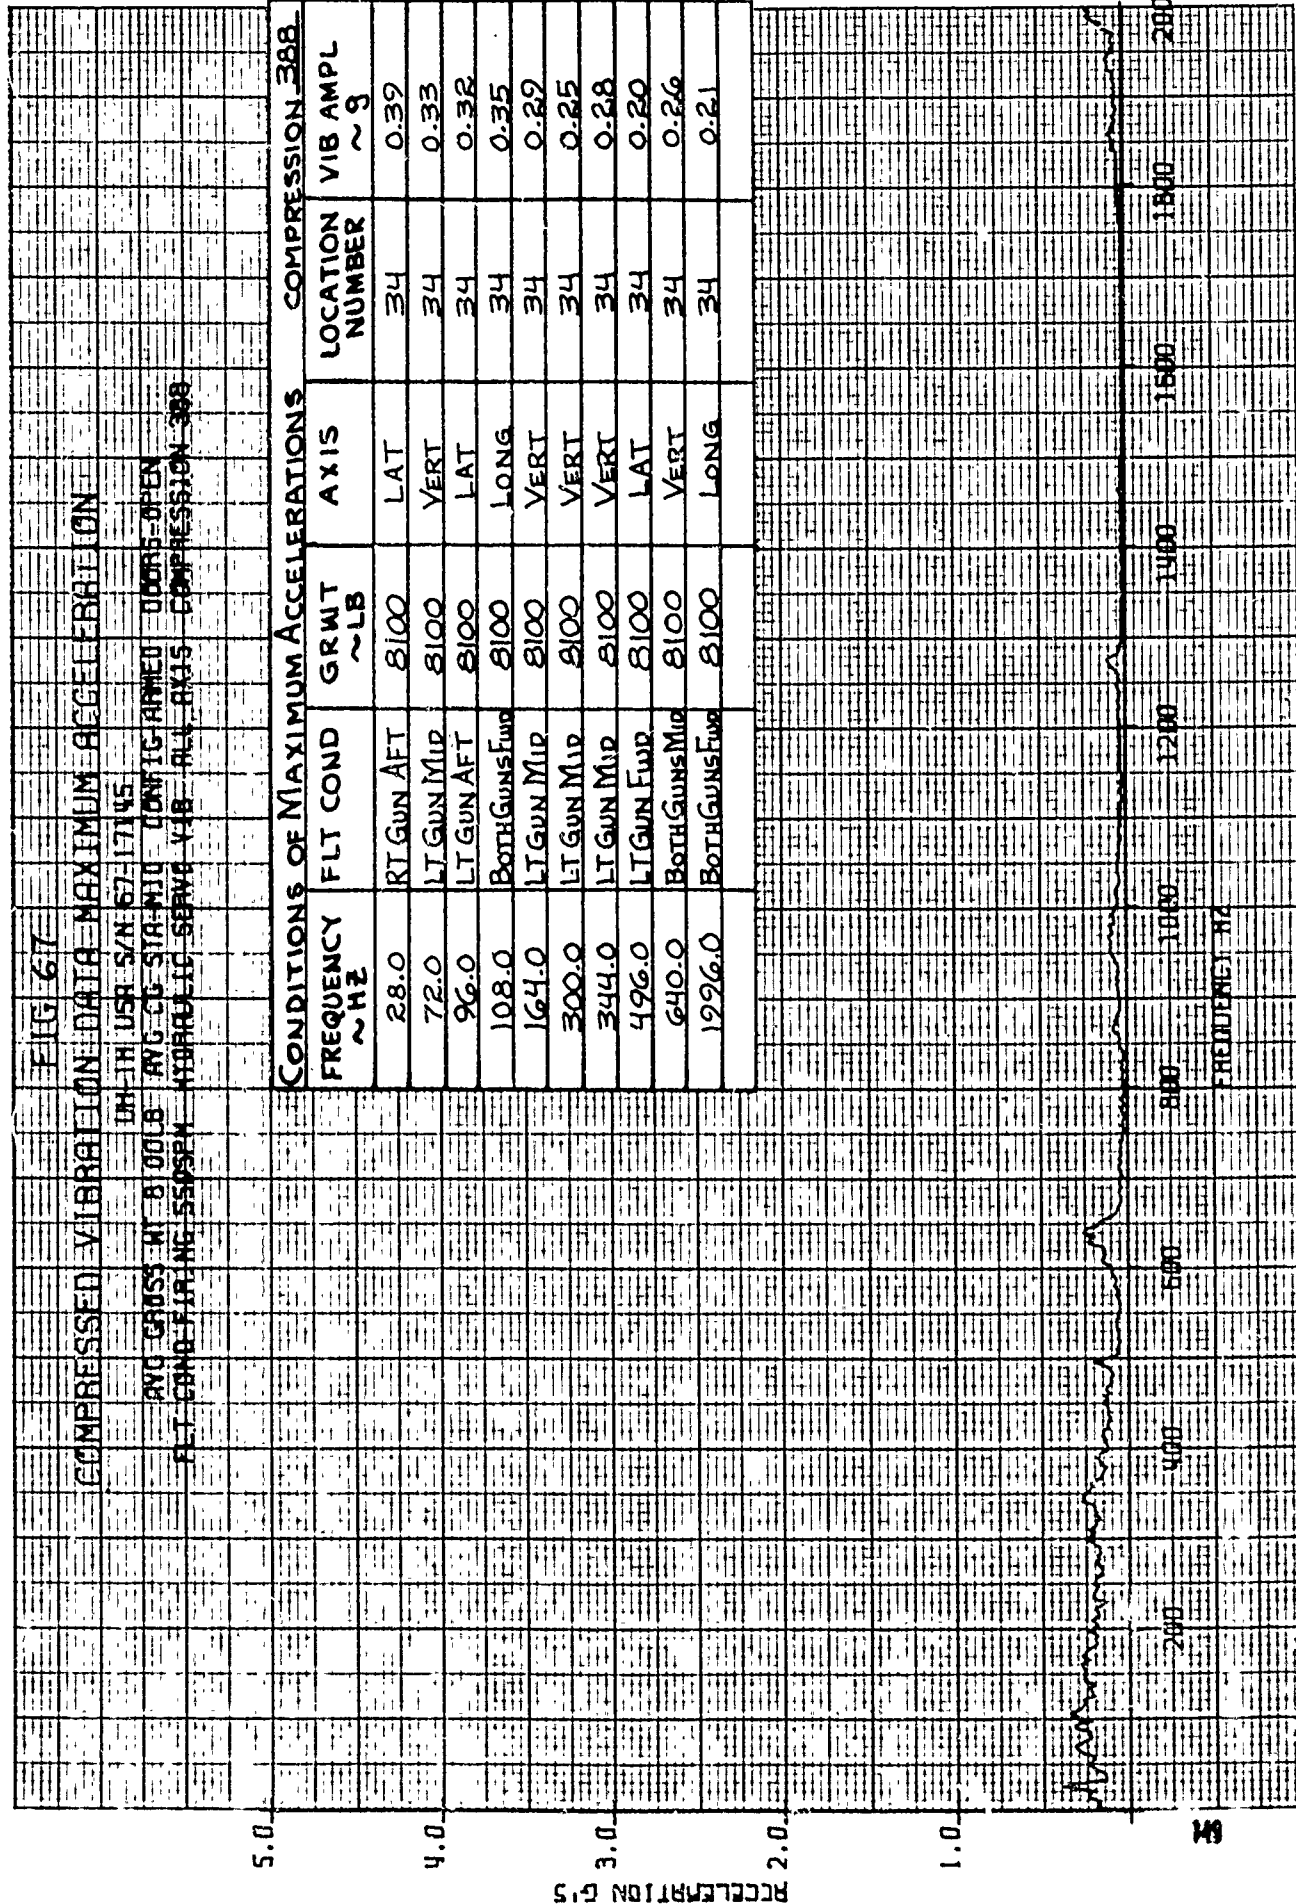 FIG 67
COMPRESSED VIBRATION DATA MAXIMUM ACCELERATION
UH-1H USA S/N 67-17145
AVG GROSS WT 8100LB AVG CG STA-MID CONFIG-ARMED DOORS-OPEN
FLT COND FIRING 550SPM HYDRAULIC SERVO VIB ALL AXIS COMPRESSION 388
CONDITIONS OF MAXIMUM ACCELERATIONS COMPRESSION 388
FREQUENCY ~HZ FLT COND GRWT ~LB AXIS LOCATION NUMBER VIB AMPL ~g
28.0 RT GUN AFT 8100 LAT 34 0.39
72.0 LT GUN MID 8100 VERT 34 0.33
96.0 LT GUN AFT 8100 LAT 34 0.32
108.0 BOTH GUNS FWD 8100 LONG 34 0.35
164.0 LT GUN MID 8100 VERT 34 0.29
300.0 LT GUN MID 8100 VERT 34 0.25
344.0 LT GUN MID 8100 VERT 34 0.28
496.0 LT GUN FWD 8100 LAT 34 0.20
640.0 BOTH GUNS MID 8100 VERT 34 0.26
1996.0 BOTH GUNS FWD 8100 LONG 34 0.21
5.0
4.0
3.0
2.0
1.0
ACCELERATION G'S
200 400 600 800 1000 1200 1400 1600 1800 200
FREQUENCY HZ
149